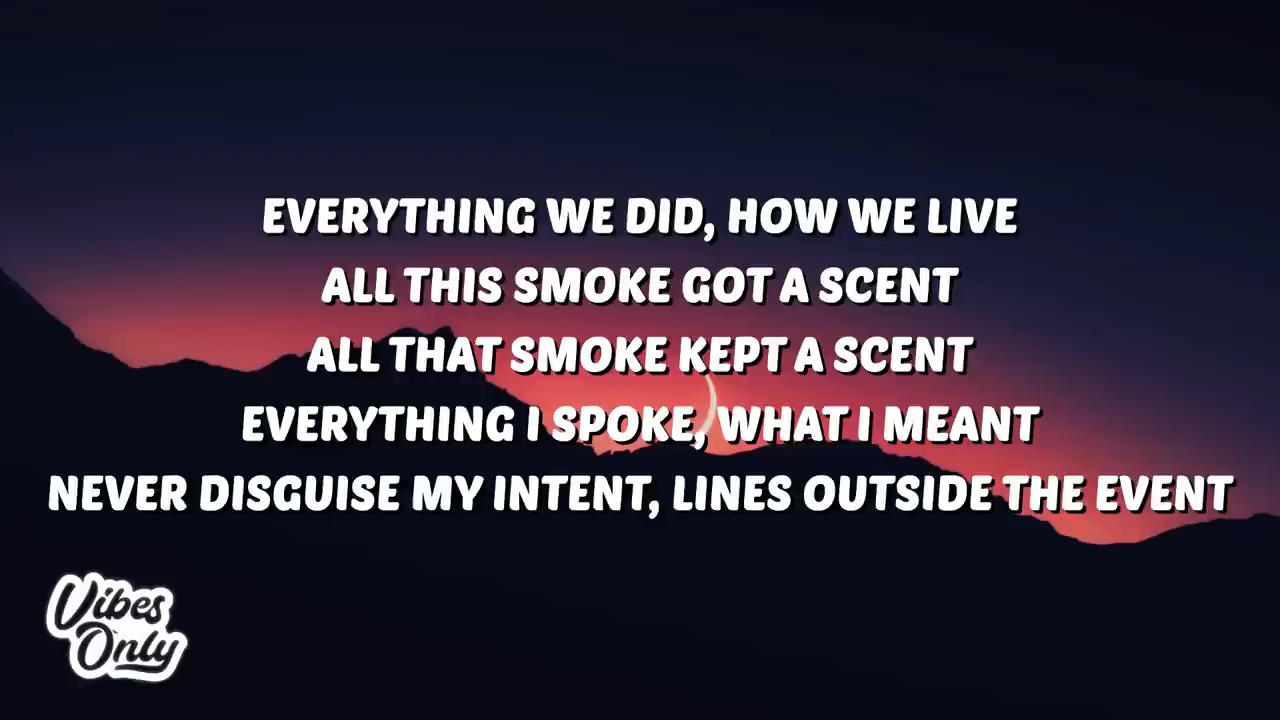 EVERYTHING WE DID, HOW WE LIVE
ALL THIS SMOKE GOT A SCENT
ALL THAT SMOKE KEPT A SCENT
EVERYTHING I SPOKE, WHAT I MEANT
NEVER DISGUISE MY INTENT, LINES OUTSIDE THE EVENT
Vibes
Only